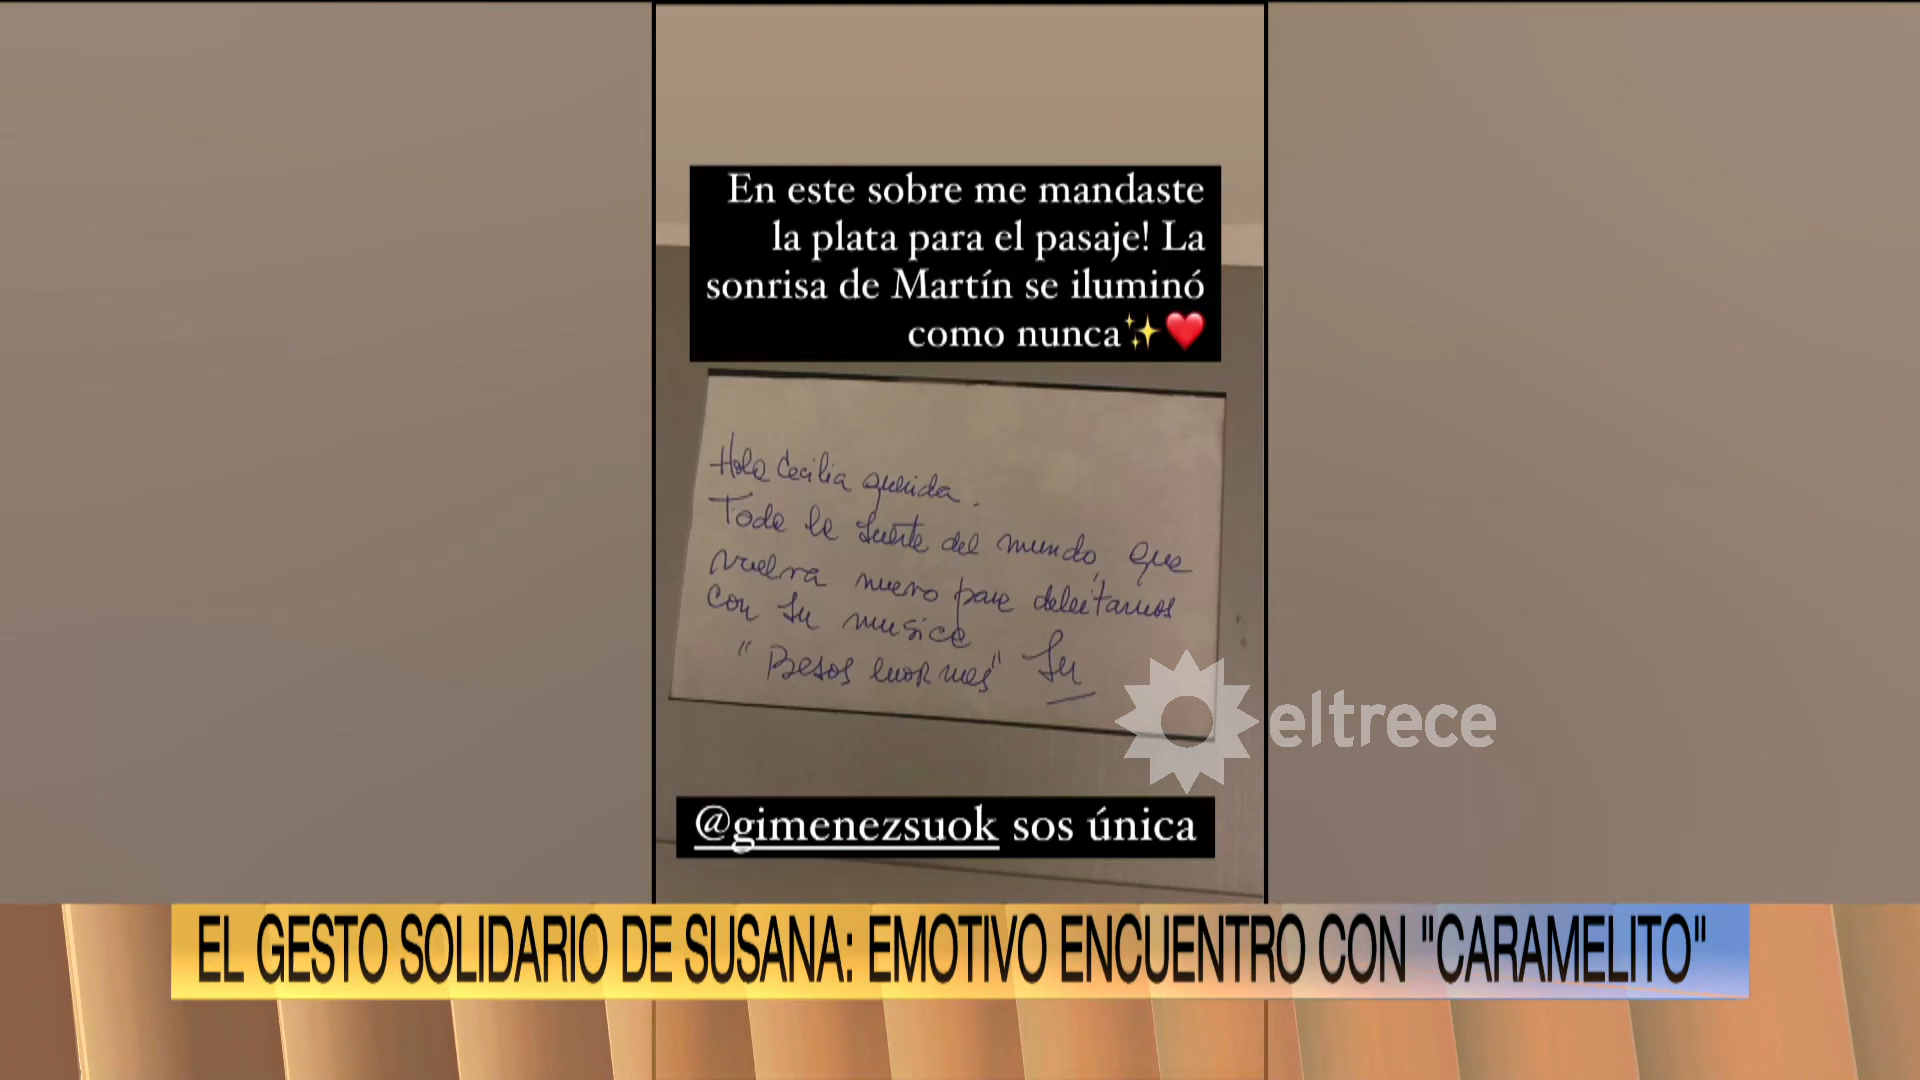 En este sobre me mandaste
la plata para el pasaje! La
sonrisa de Martín se iluminó
como nunca✨❤️
Hola Cecilia querida.
Toda la suerte del mundo, que
vuelva nuevo para deleitarnos
con su musica
"Besos enormes" Su
eltrece
@gimenezsuok sos única
EL GESTO SOLIDARIO DE SUSANA: EMOTIVO ENCUENTRO CON "CARAMELITO"